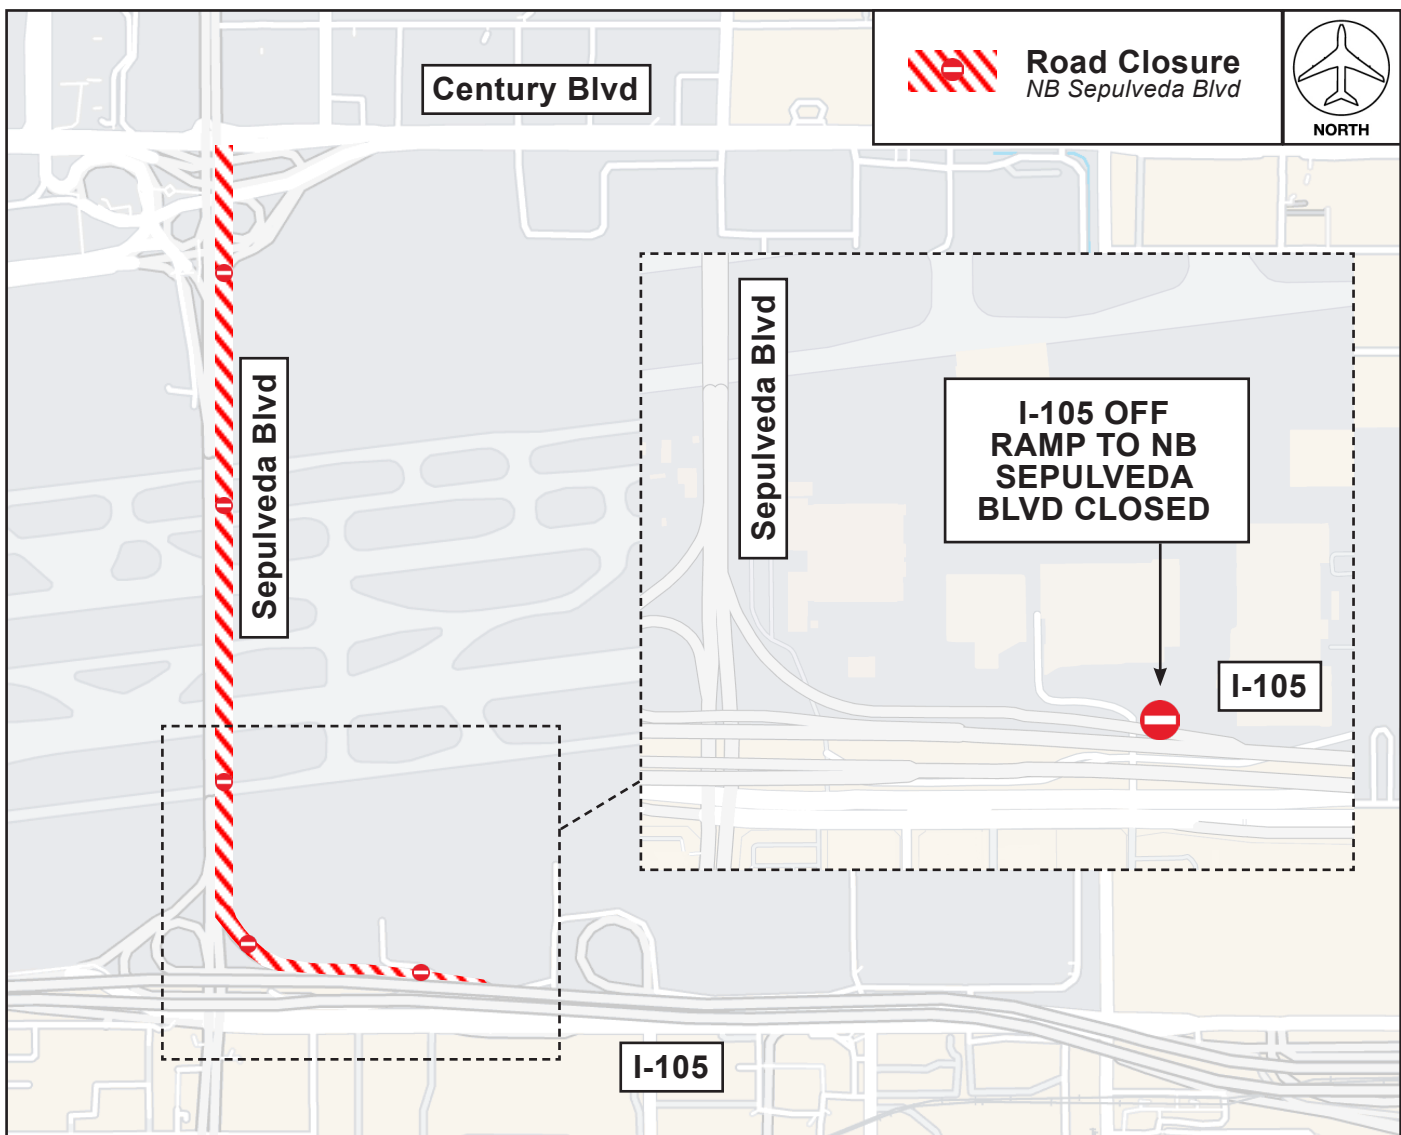 Century Blvd
Road Closure
NB Sepulveda Blvd
NORTH
Sepulveda Blvd
Sepulveda Blvd
I-105 OFF
RAMP TO NB
SEPULVEDA
BLVD CLOSED
I-105
I-105